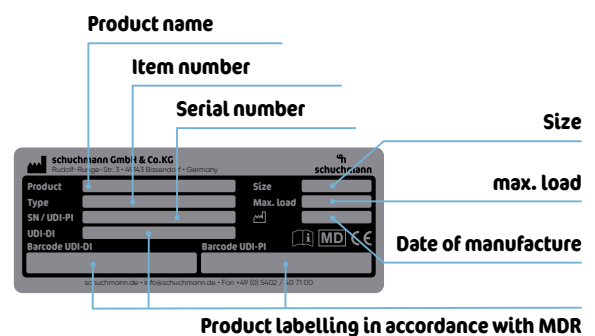 Product name
Item number
Serial number
Size
max. load
Date of manufacture
schuchmann GmbH & Co.KG
Rudolf-Runge-Str. 3 • 49143 Bissendorf • Germany
schuchmann
Product
Size
Type
Max. load
SN / UDI-PI
UDI-DI
MD CE
Barcode UDI-DI
Barcode UDI-PI
schuchmann.de • info@schuchmann.de • Fon +49 (0) 5402 / 40 71 00
Product labelling in accordance with MDR